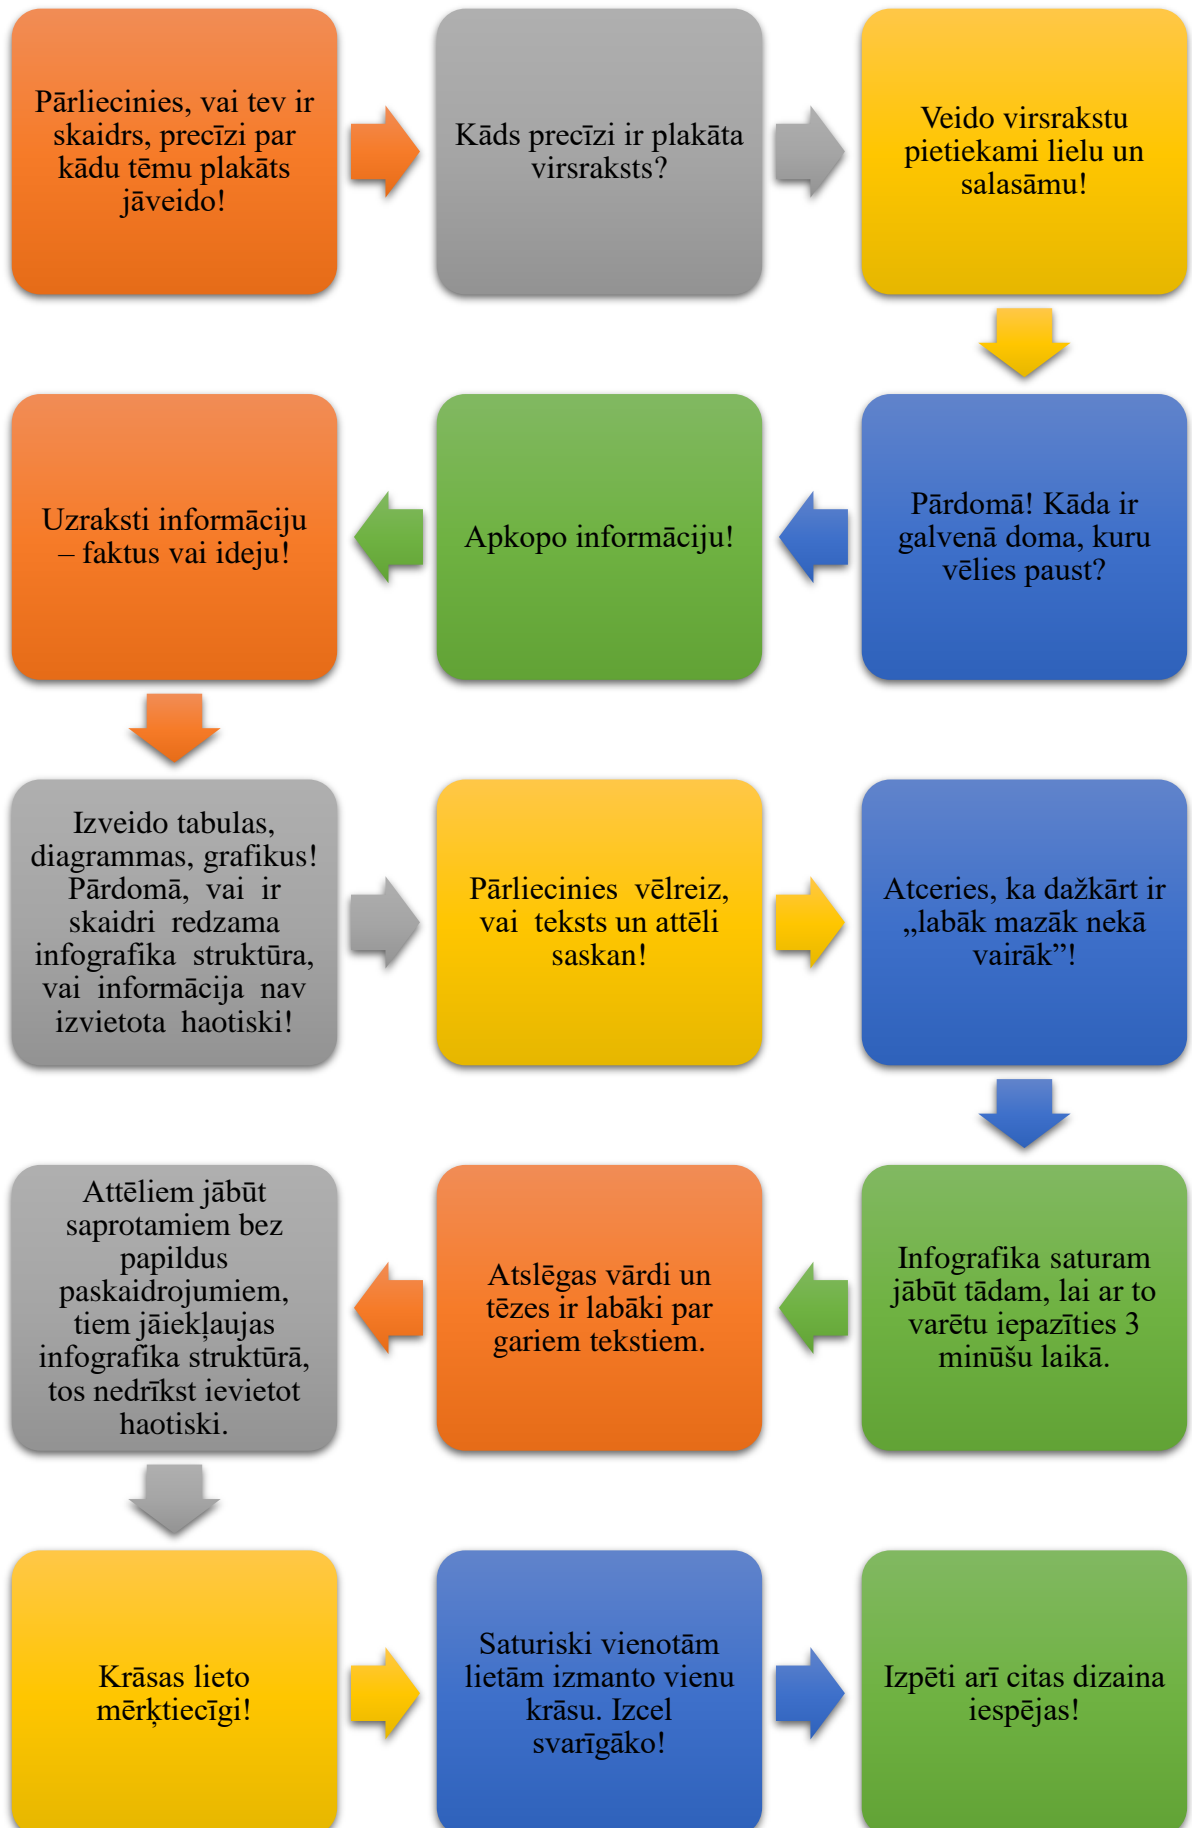 Pārliecinies, vai tev ir
skaidrs, precīzi par
kādu tēmu plakāts
jāveido!
Kāds precīzi ir plakāta
virsraksts?
Veido virsrakstu
pietiekami lielu un
salasāmu!
Pārdomā! Kāda ir
galvenā doma, kuru
vēlies paust?
Apkopo informāciju!
Uzraksti informāciju
– faktus vai ideju!
Izveido tabulas,
diagrammas, grafikus!
Pārdomā, vai ir
skaidri redzama
infografika struktūra,
vai informācija nav
izvietota haotiski!
Pārliecinies vēlreiz,
vai teksts un attēli
saskan!
Atceries, ka dažkārt ir
„labāk mazāk nekā
vairāk”!
Infografika saturam
jābūt tādam, lai ar to
varētu iepazīties 3
minūšu laikā.
Atslēgas vārdi un
tēzes ir labāki par
gariem tekstiem.
Attēliem jābūt
saprotamiem bez
papildus
paskaidrojumiem,
tiem jāiekļaujas
infografika struktūrā,
tos nedrīkst ievietot
haotiski.
Krāsas lieto
mērķtiecīgi!
Saturiski vienotām
lietām izmanto vienu
krāsu. Izcel
svarīgāko!
Izpēti arī citas dizaina
iespējas!